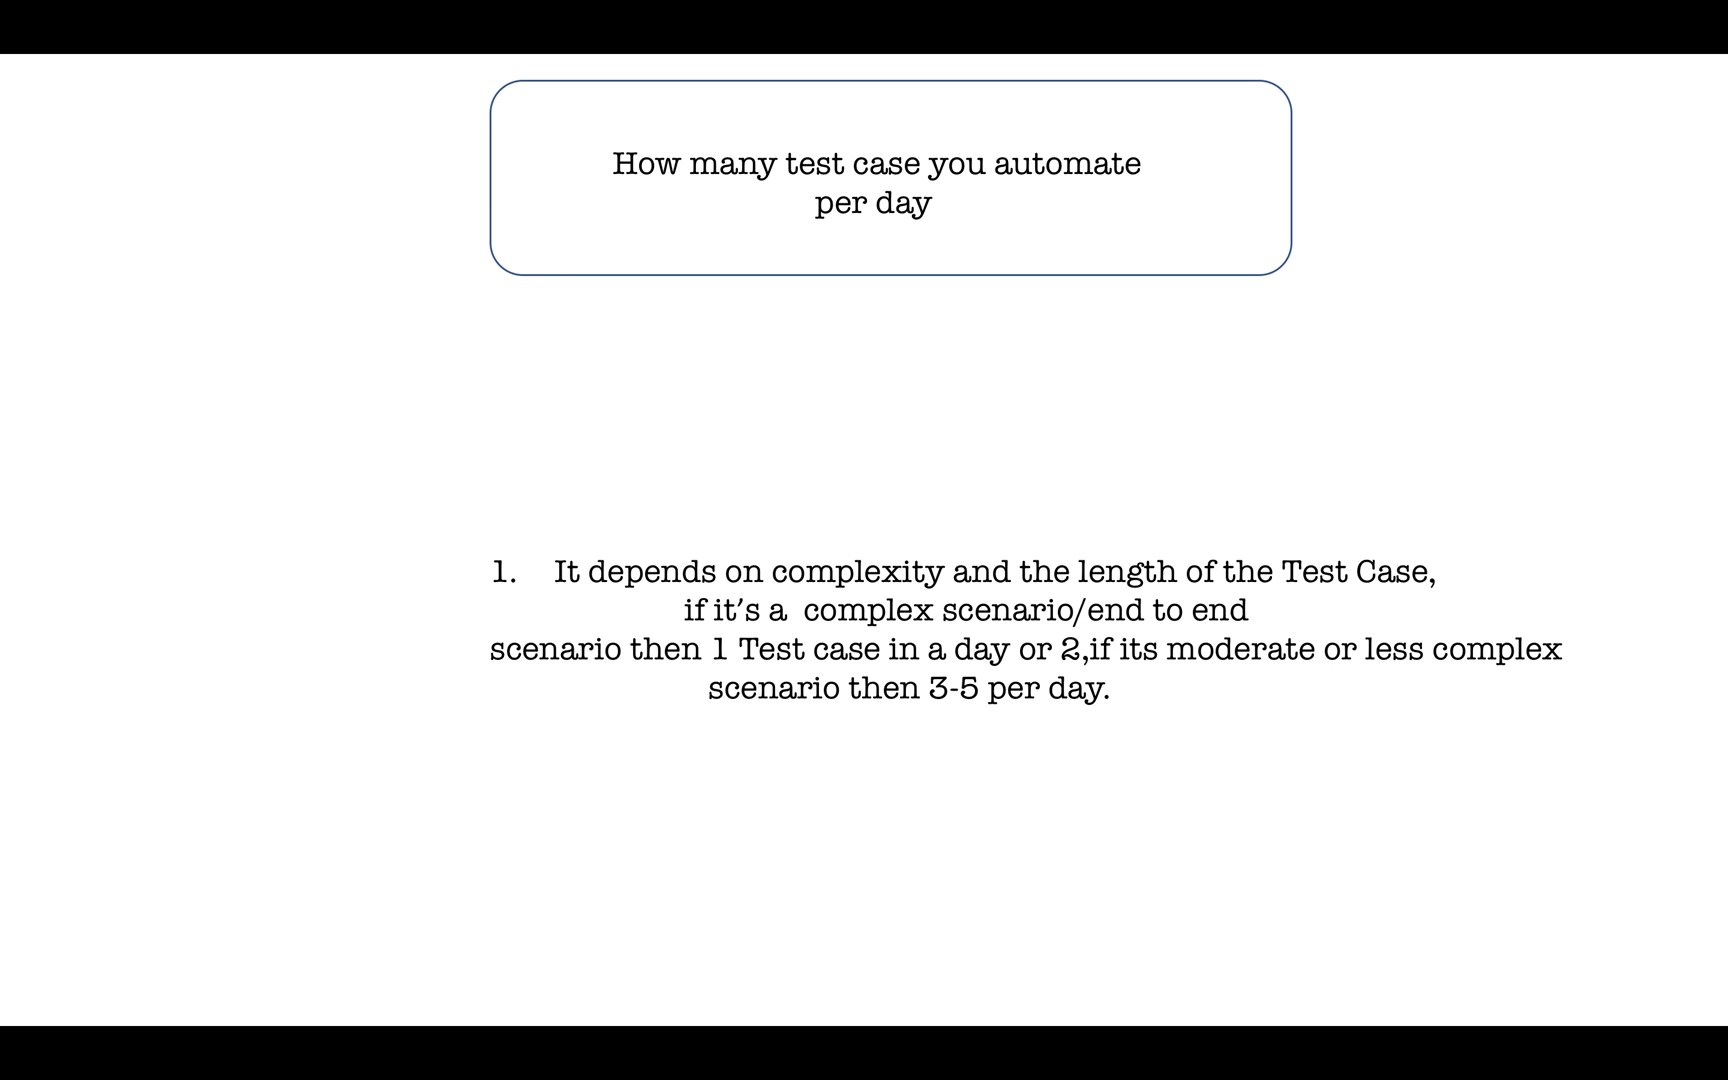 How many test case you automate
per day
1. It depends on complexity and the length of the Test Case,
if it's a complex scenario/end to end
scenario then 1 Test case in a day or 2,if its moderate or less complex
scenario then 3-5 per day.